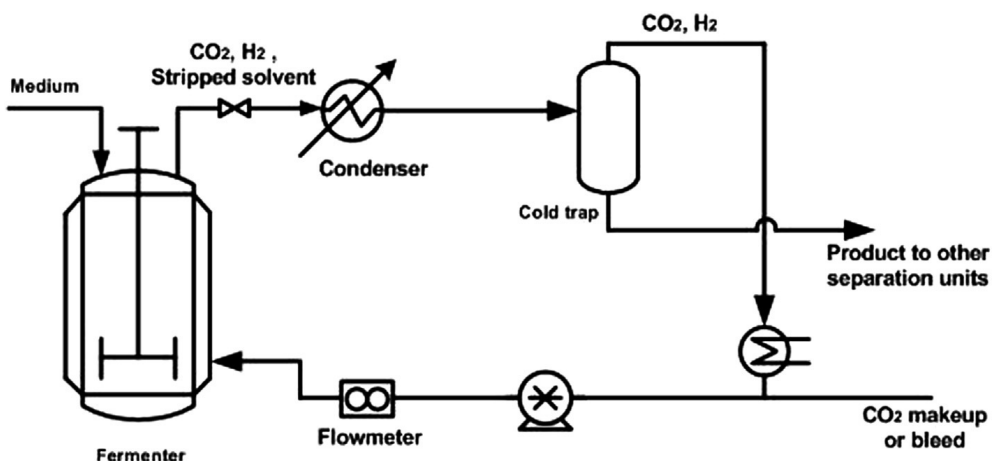 CO2, H2
CO2, H2 ,
Stripped solvent
Medium
Condenser
Cold trap
Product to other
separation units
CO2 makeup
or bleed
Flowmeter
Fermenter